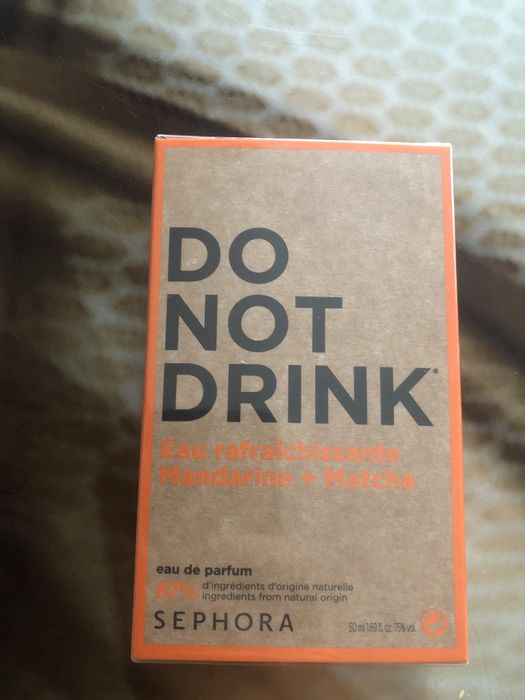 DO
NOT
DRINK*
Eau rafraîchissante
Mandarine + Matcha
eau de parfum
87% d'ingrédients d'origine naturelle
ingredients from natural origin
SEPHORA
50 ml 1.69 fl. oz. 75% vol.